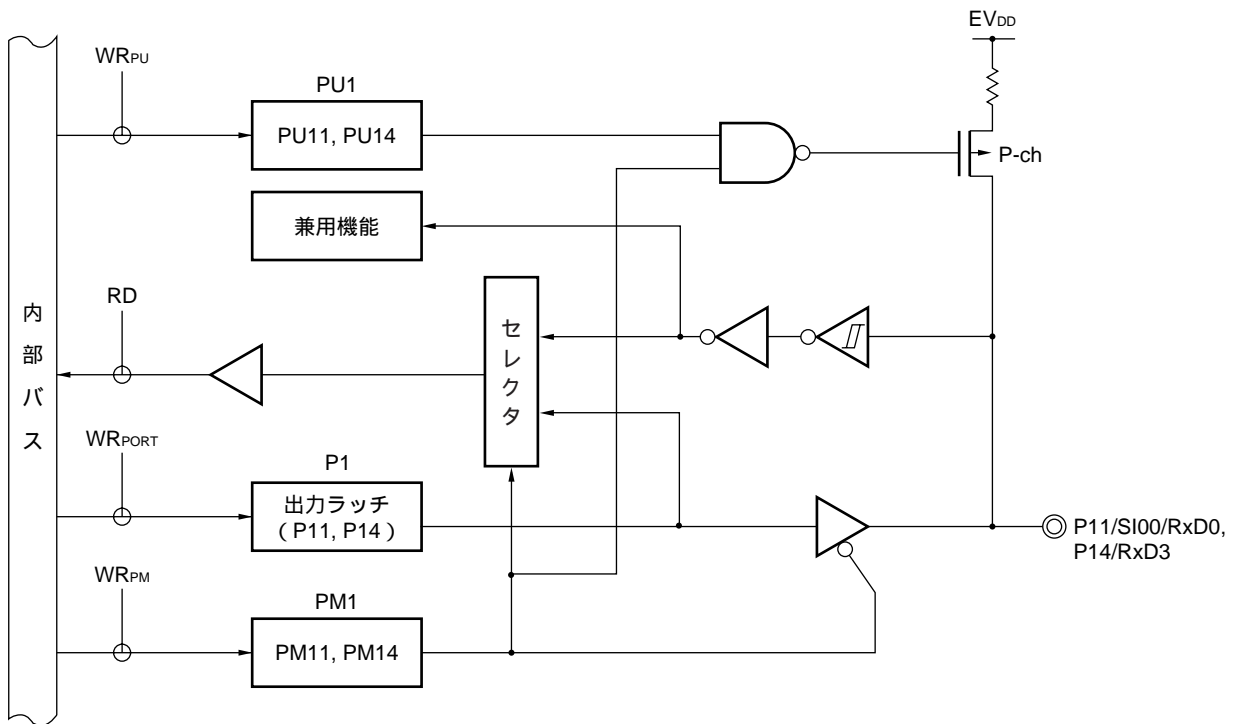 EVDD
WRPU
PU1
PU11, PU14
P-ch
兼用機能
RD
内部バス
セレクタ
WRPORT
P1
出力ラッチ
（P11, P14）
P11/SI00/RxD0,
P14/RxD3
WRPM
PM1
PM11, PM14